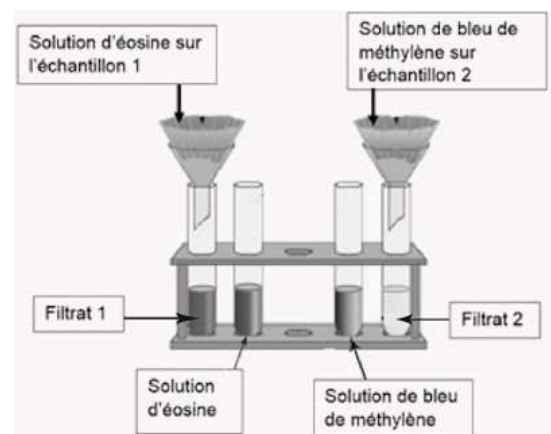 Solution d'éosine sur
l'échantillon 1
Solution de bleu de
méthylène sur
l'échantillon 2
Filtrat 1
Filtrat 2
Solution
d'éosine
Solution de bleu
de méthylène